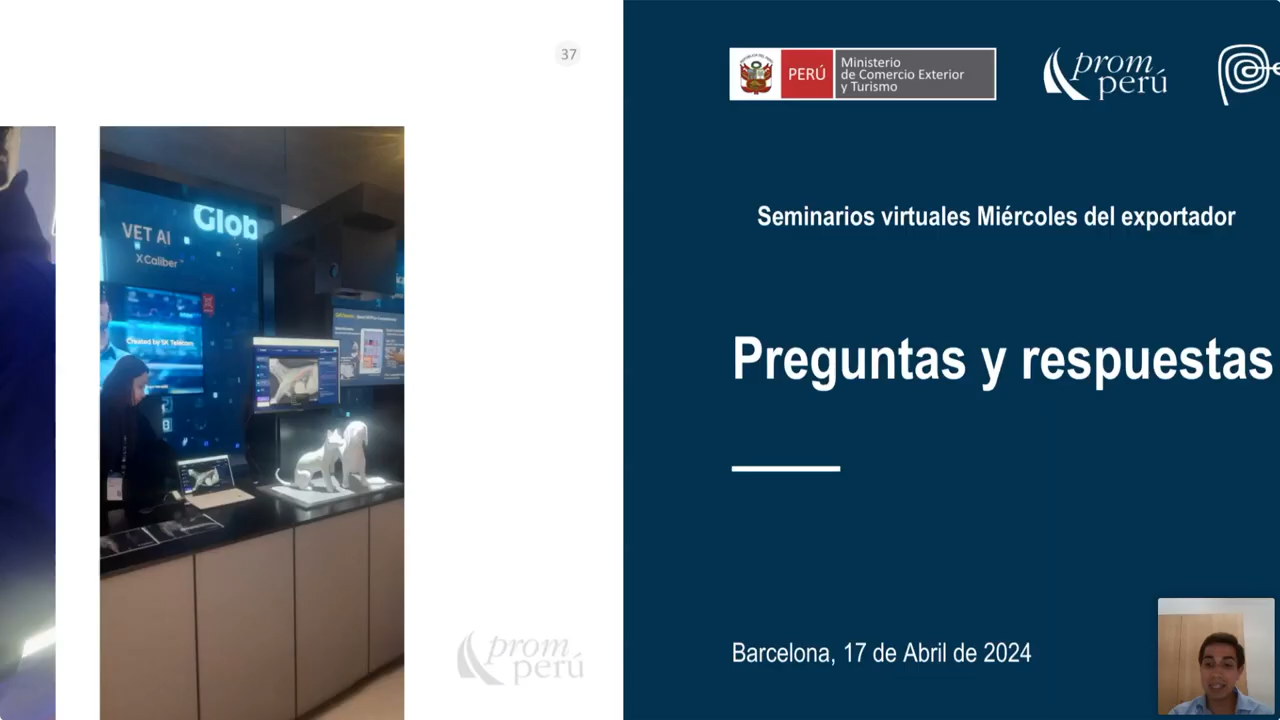 37
Glob
VET AI
X Caliber
Created by SK Telecom
prom
perú
PERÚ
Ministerio
de Comercio Exterior
y Turismo
prom
perú
Seminarios virtuales Miércoles del exportador
Preguntas y respuestas
Barcelona, 17 de Abril de 2024